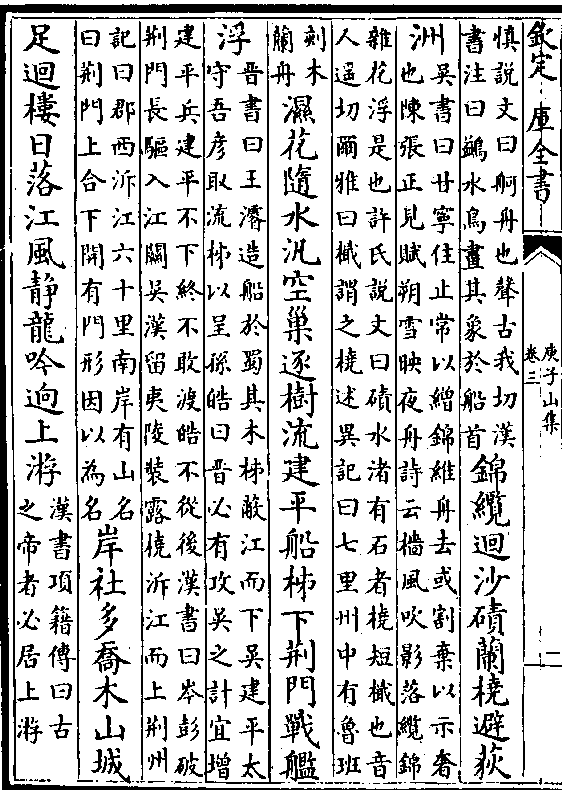 欽定 庫全書
庚子山集
卷三
二
慎説文曰舸舟也聲古我切漢
書注曰鷁水鳥畫其象於船首
錦纜迴沙磧蘭橈避荻
洲
吳書曰甘寧住止常以繒錦維舟去或割棄以示奢
也陳張正見賦朔雪映夜舟詩云檣風吹影落纜錦
雜花浮是也許氏説文曰磧水渚有石者橈短檝也音
人遥切爾雅曰檝謂之橈述異記曰七里州中有魯班
刻木
蘭舟
濕花隨水汎空巢逐樹流建平船柹下荆門戰艦
浮
晉書曰王濬造船於蜀其木柹蔽江而下吳建平太
守吾彦取流柹以呈孫皓曰晉必有攻吳之計宜增
建平兵建平不下終不敢渡皓不從後漢書曰岑彭破
荆門長驅入江關吳漢留夷陵裝露橈泝江而上荆州
記曰郡西泝江六十里南岸有山名
曰荆門上合下開有門形因以為名
岸社多喬木山城
足迴樓日落江風静龍吟迥上游
漢書項籍傳曰古
之帝者必居上游